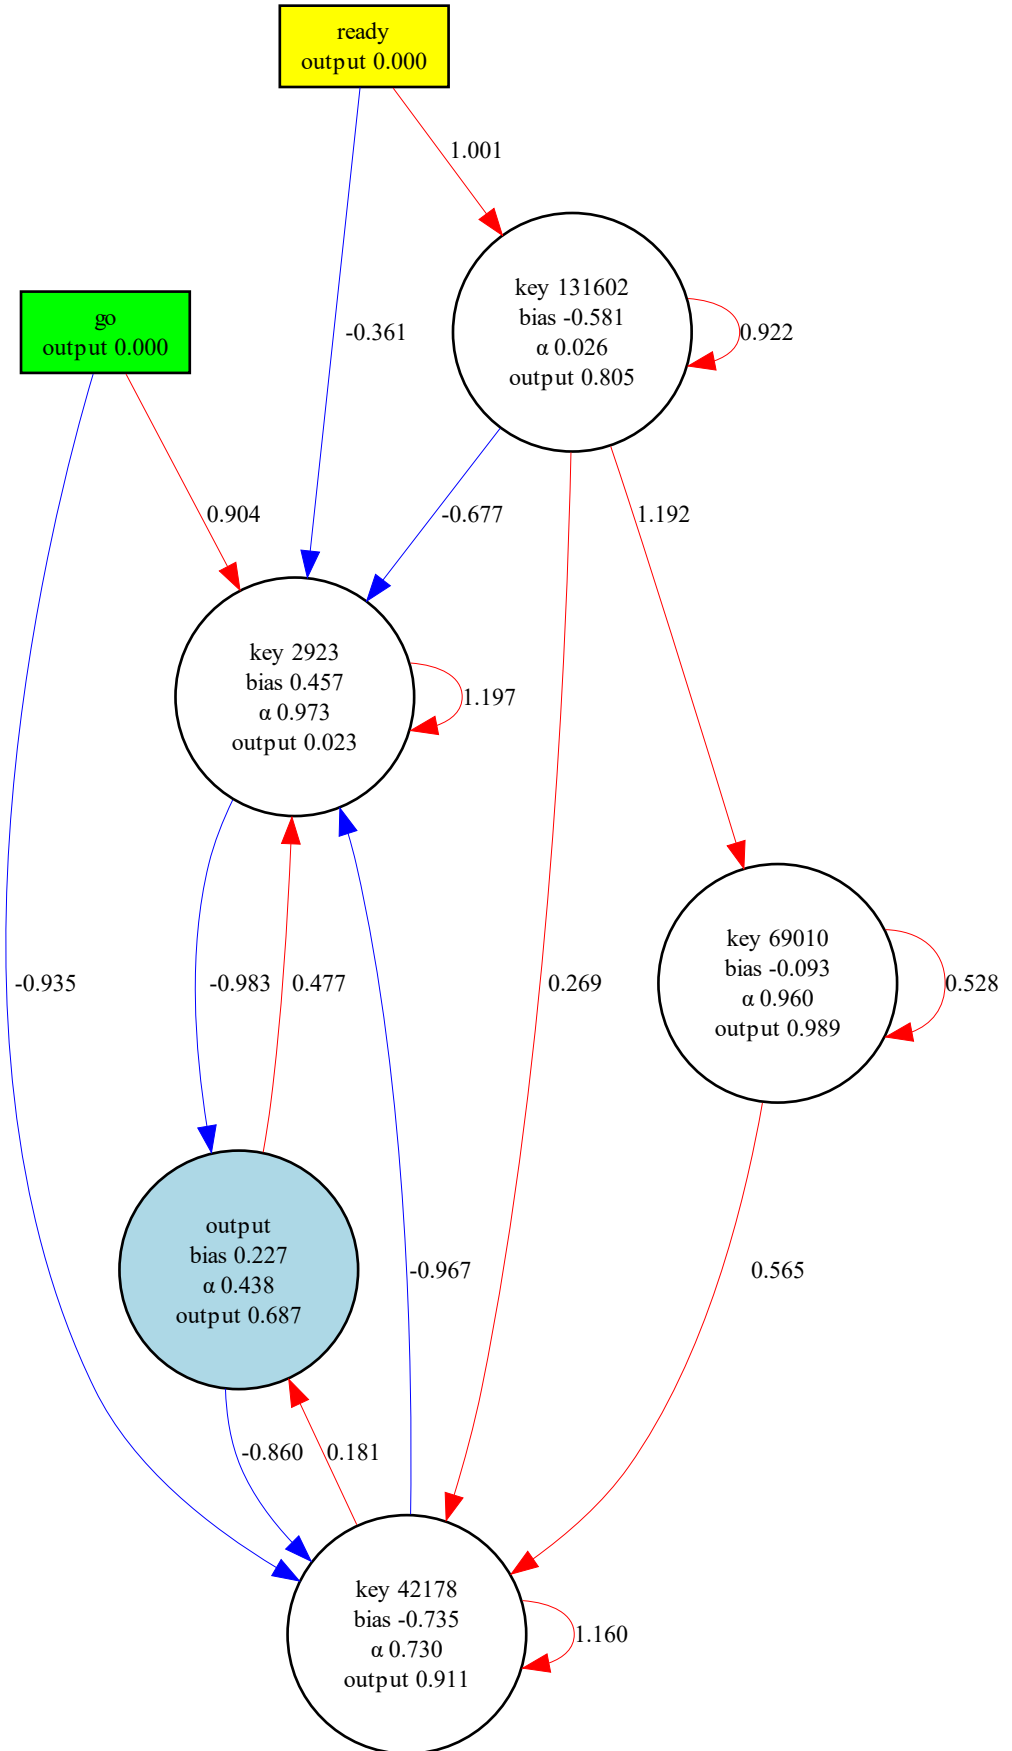 ready
output 0.000
1.001
key 131602
bias -0.581
α 0.026
output 0.805
0.922
go
output 0.000
-0.361
0.904
-0.677
1.192
key 2923
bias 0.457
α 0.973
output 0.023
1.197
key 69010
bias -0.093
α 0.960
output 0.989
0.528
-0.935
-0.983
0.477
0.269
output
bias 0.227
α 0.438
output 0.687
-0.967
0.565
-0.860
0.181
key 42178
bias -0.735
α 0.730
output 0.911
1.160